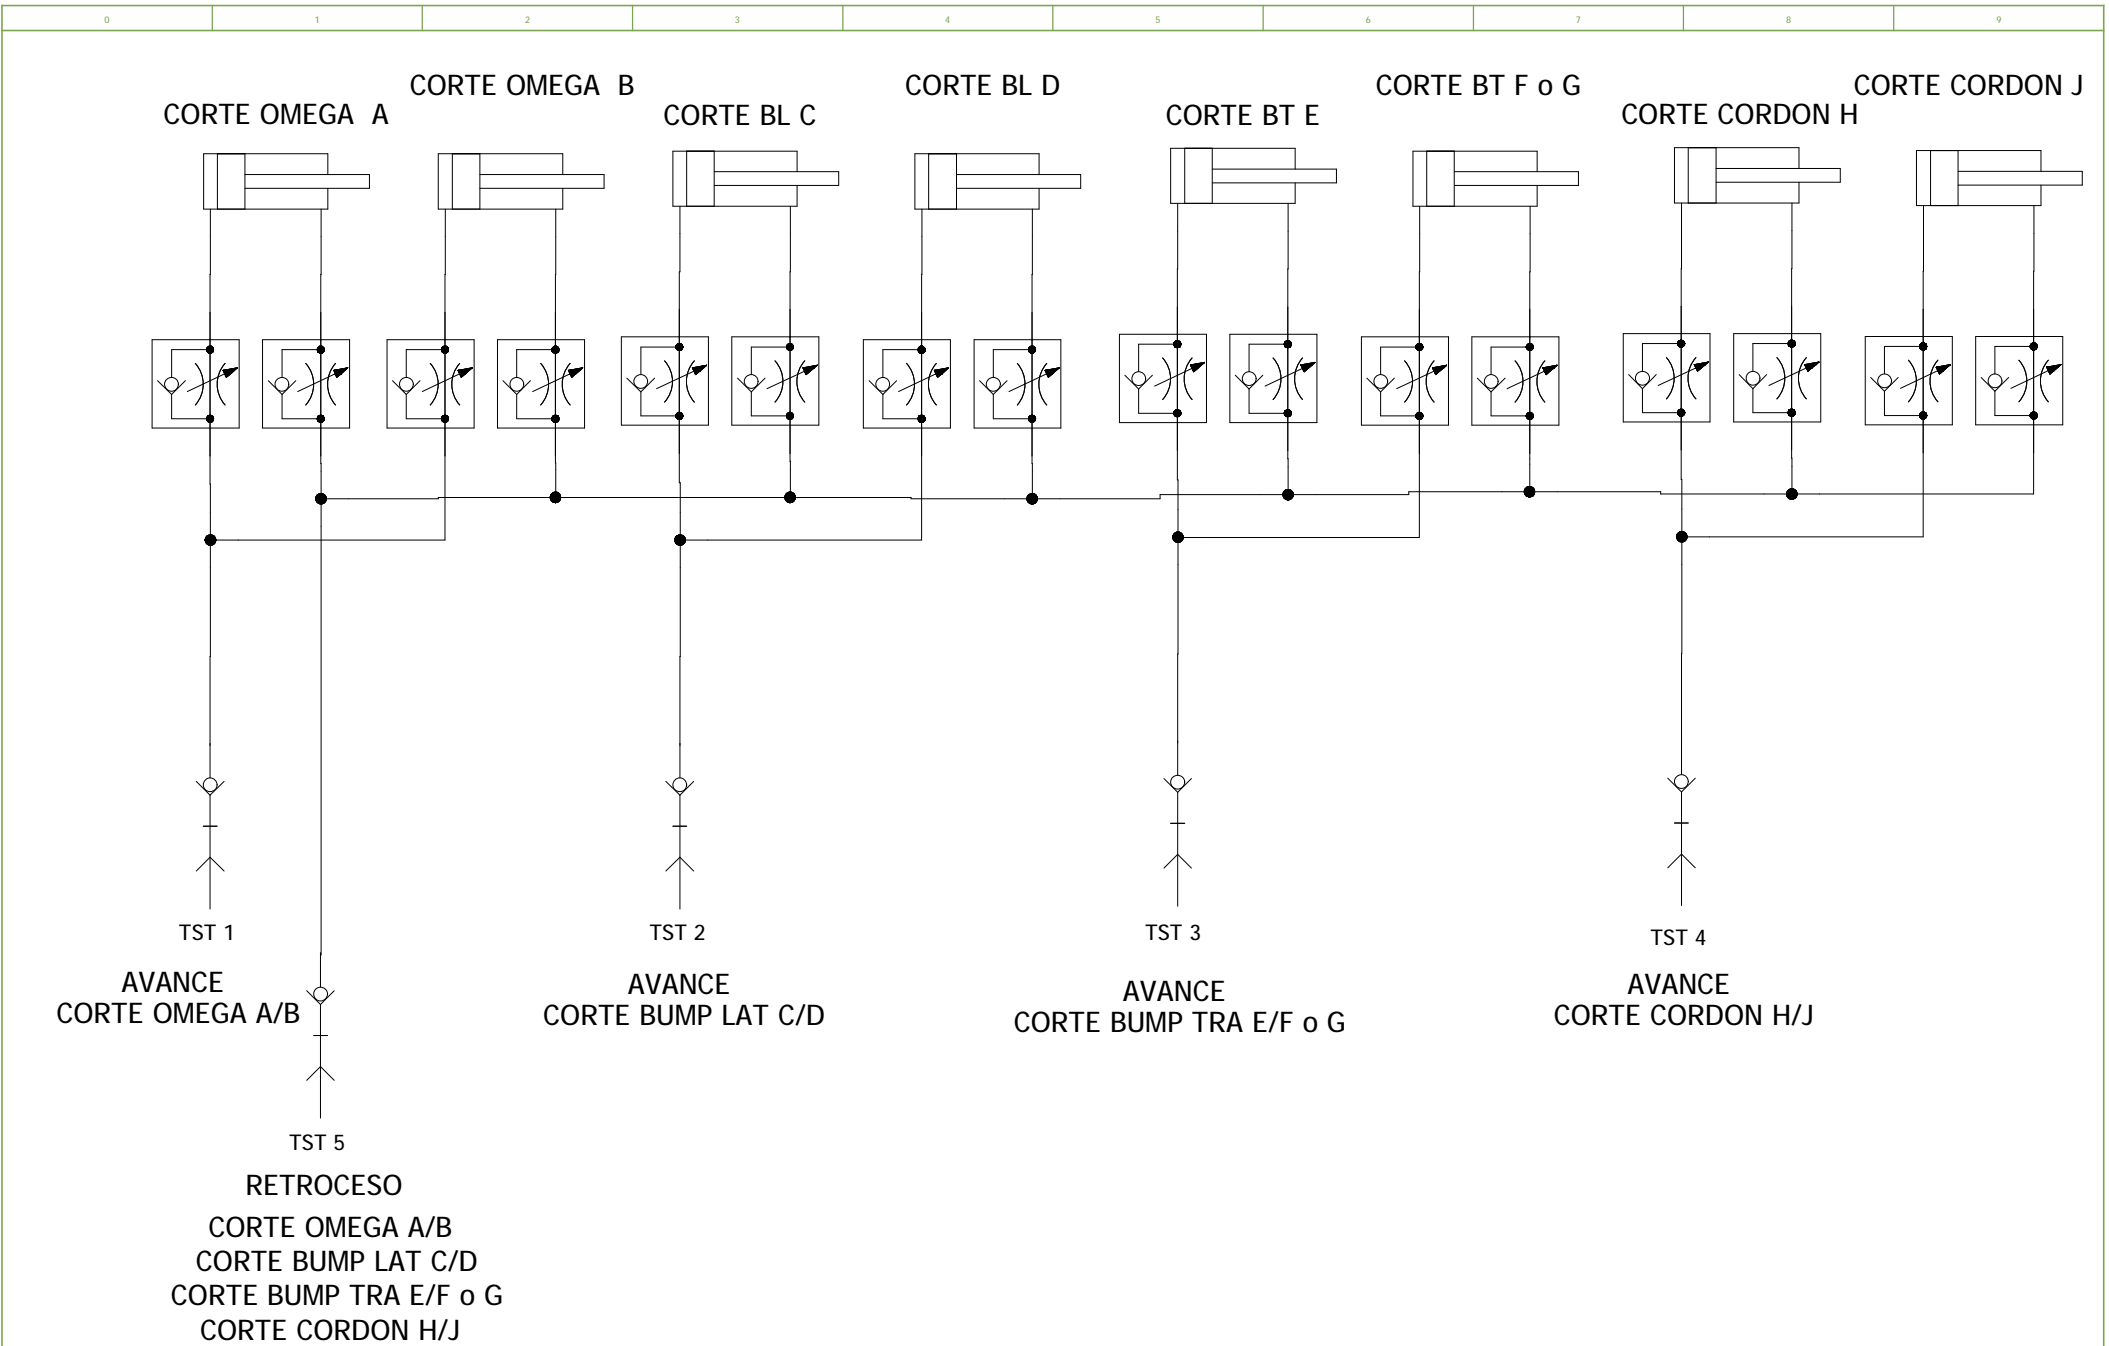 0 1 2 3 4 5 6 7 8 9
CORTE OMEGA A
CORTE OMEGA B
CORTE BL C
CORTE BL D
CORTE BT E
CORTE BT F o G
CORTE CORDON H
CORTE CORDON J
TST 1
AVANCE
CORTE OMEGA A/B
TST 2
AVANCE
CORTE BUMP LAT C/D
TST 3
AVANCE
CORTE BUMP TRA E/F o G
TST 4
AVANCE
CORTE CORDON H/J
TST 5
RETROCESO
CORTE OMEGA A/B
CORTE BUMP LAT C/D
CORTE BUMP TRA E/F o G
CORTE CORDON H/J